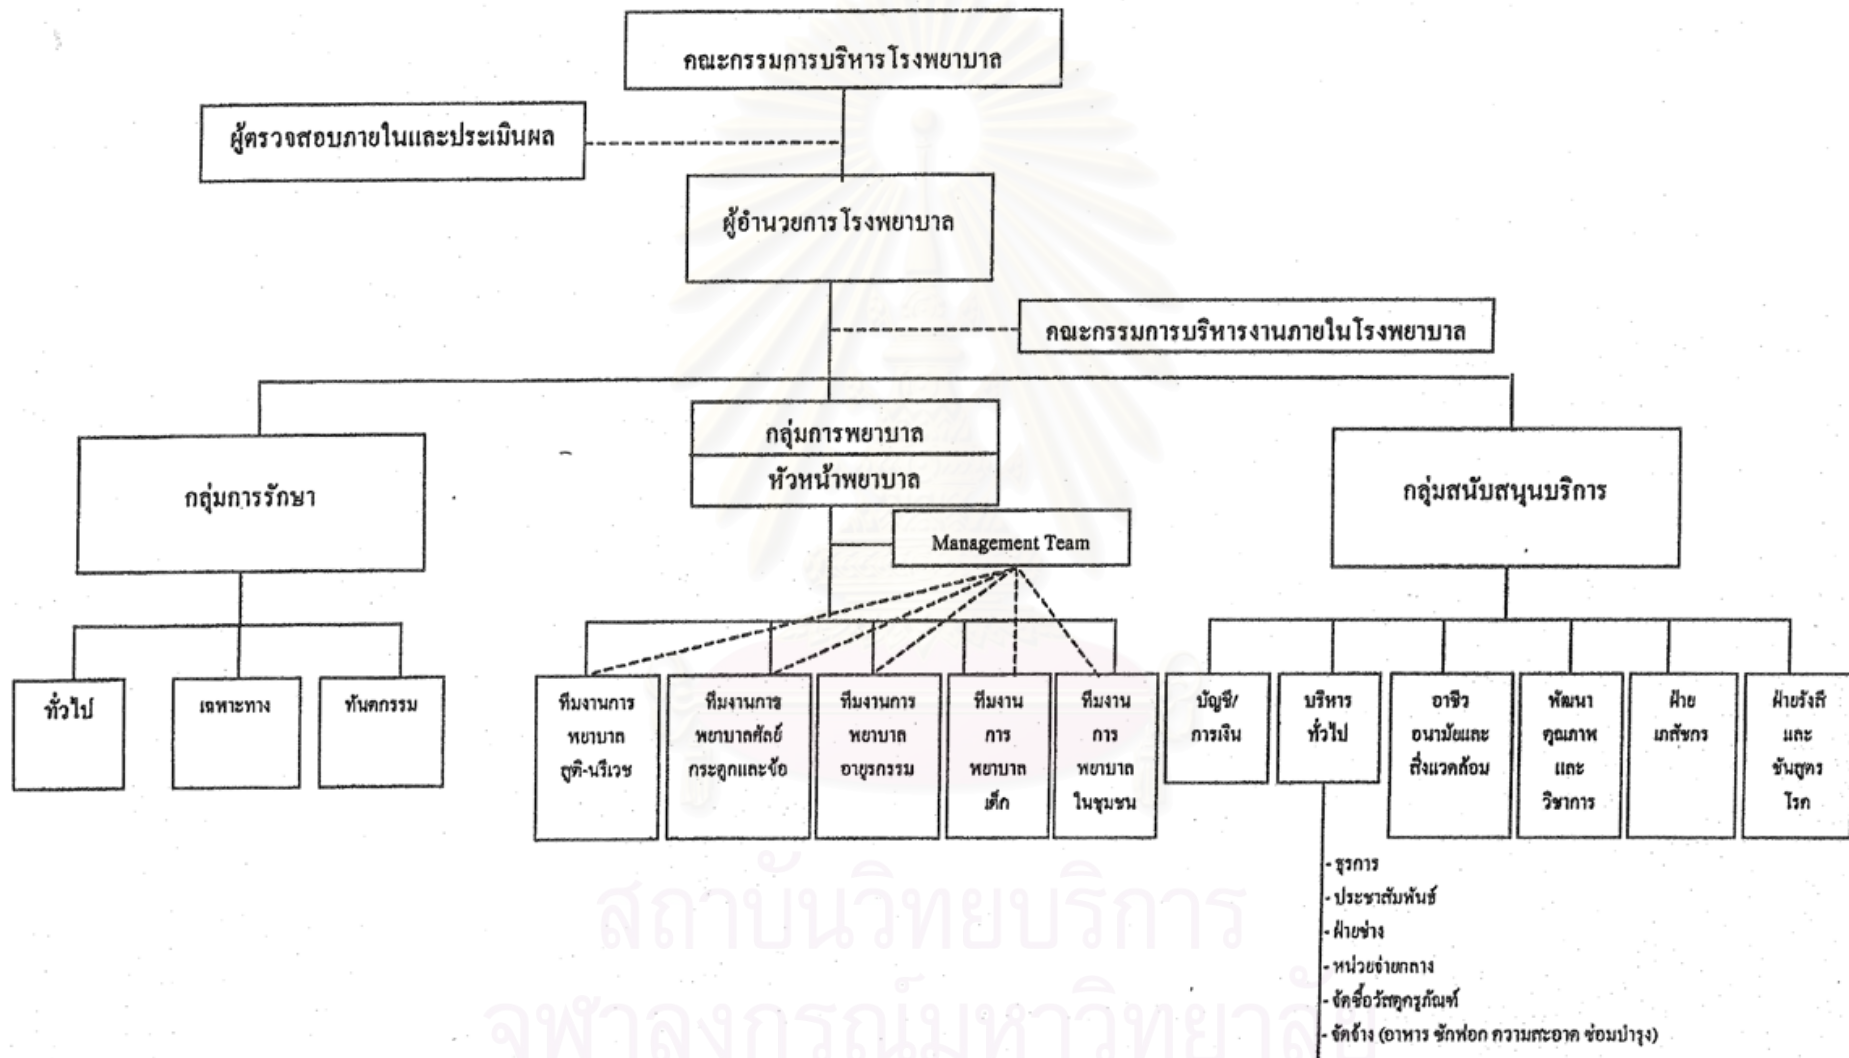 คณะกรรมการบริหารโรงพยาบาล
ผู้ตรวจสอบภายในและประเมินผล
ผู้อำนวยการโรงพยาบาล
คณะกรรมการบริหารงานภายในโรงพยาบาล
กลุ่มการรักษา
กลุ่มการพยาบาล
หัวหน้าพยาบาล
กลุ่มสนับสนุนบริการ
Management Team
ทั่วไป
เฉพาะทาง
ทันตกรรม
ทีมงานการ
พยาบาล
สูติ-นรีเวช
ทีมงานการ
พยาบาลศัลย์
กระดูกและข้อ
ทีมงานการ
พยาบาล
อายุรกรรม
ทีมงาน
การ
พยาบาล
เด็ก
ทีมงาน
การ
พยาบาล
ในชุมชน
บัญชี/
การเงิน
บริหาร
ทั่วไป
อาชีว
อนามัยและ
สิ่งแวดล้อม
พัฒนา
คุณภาพ
และ
วิชาการ
ฝ่าย
เภสัชกร
ฝ่ายรังสี
และ
ชันสูตร
โรค
- ธุรการ
- ประชาสัมพันธ์
- ฝ่ายช่าง
- หน่วยจ่ายกลาง
- จัดซื้อวัสดุครุภัณฑ์
- จัดจ้าง (อาหาร ซักฟอก ความสะอาด ซ่อมบำรุง)
สถาบันวิทยบริการ
จุฬาลงกรณ์มหาวิทยาลัย